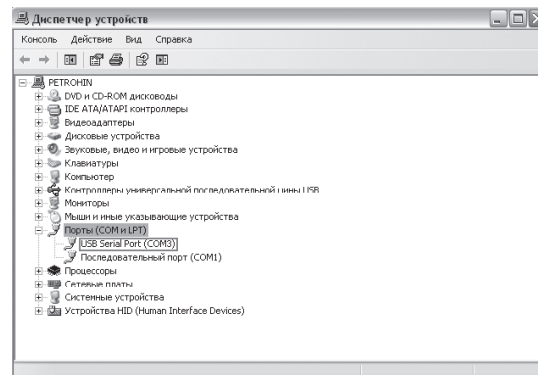 Диспетчер устройств
Консоль Действие Вид Справка
PETROHIN
DVD и CD-ROM дисководы
IDE ATA/ATAPI контроллеры
Видеоадаптеры
Дисковые устройства
Звуковые, видео и игровые устройства
Клавиатуры
Компьютер
Контроллеры универсальной последовательной шины USB
Мониторы
Мыши и иные указывающие устройства
Порты (COM и LPT)
USB Serial Port (COM3)
Последовательный порт (COM1)
Процессоры
Сетевые платы
Системные устройства
Устройства HID (Human Interface Devices)